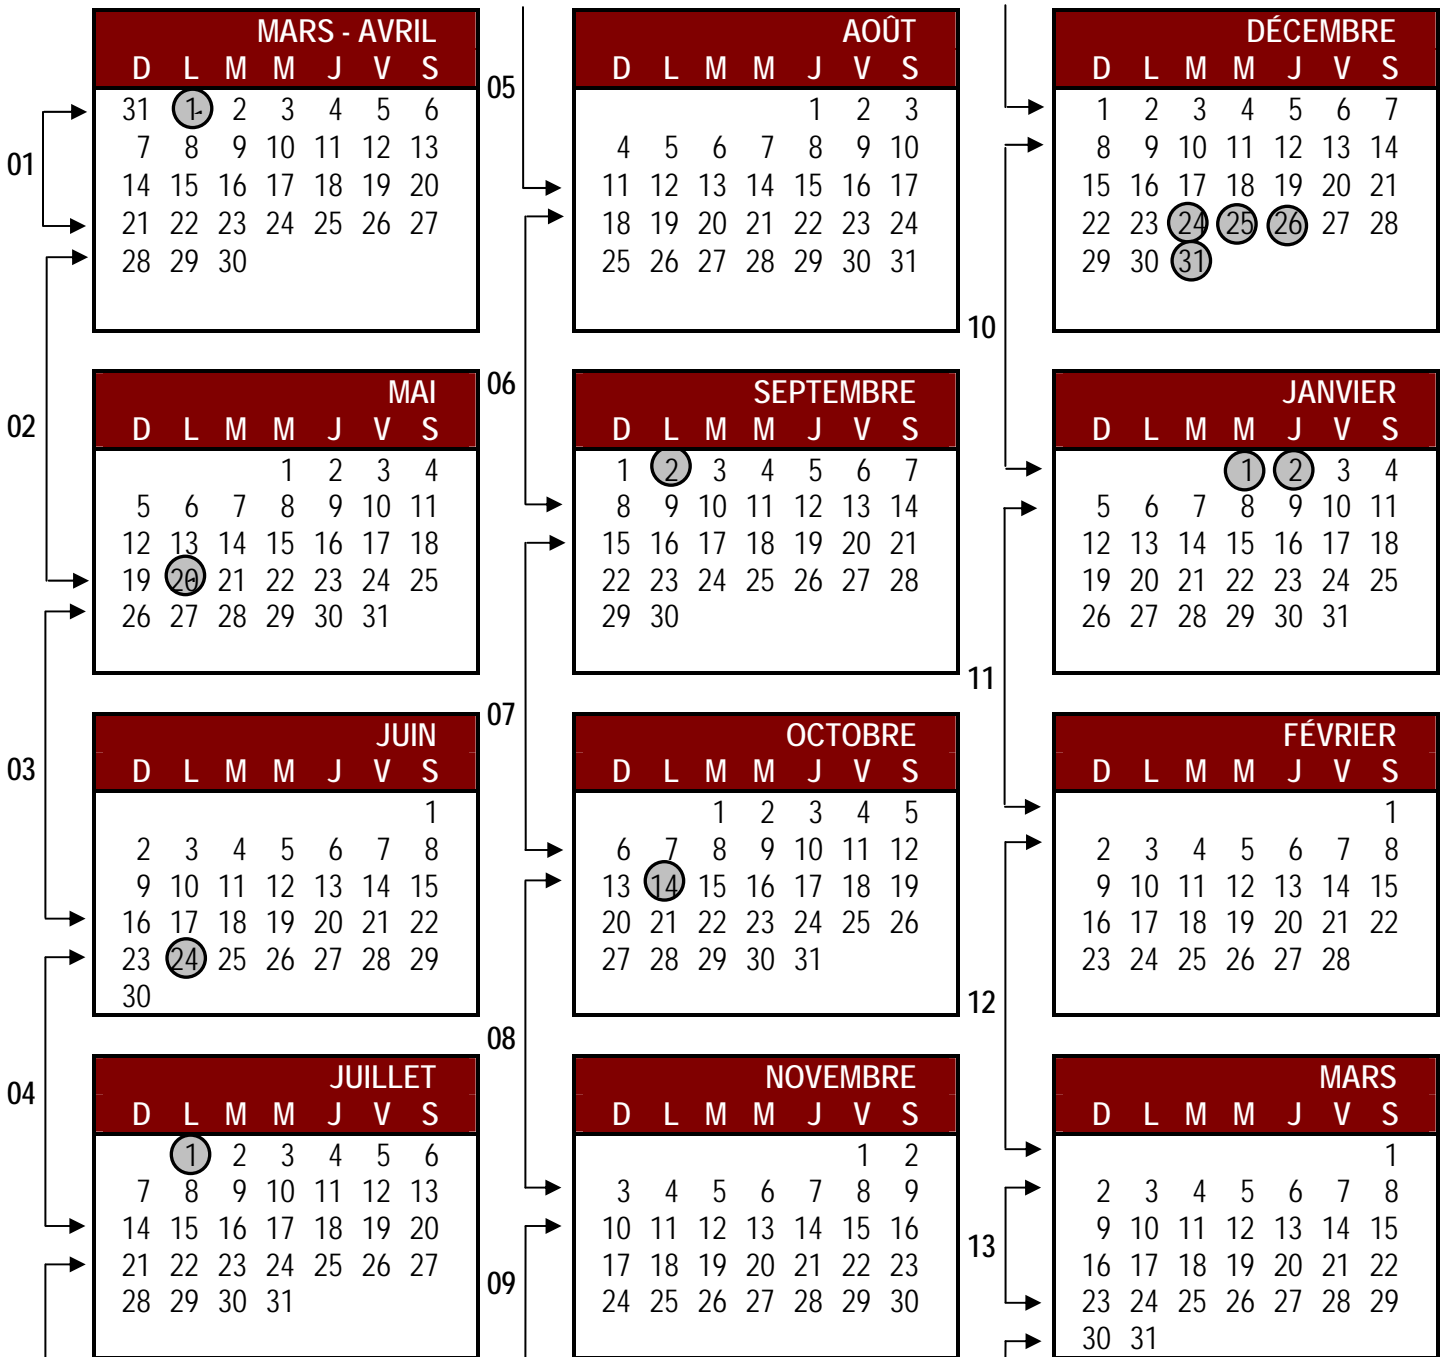 MARS - AVRIL
D L M M J V S
31 1 2 3 4 5 6
7 8 9 10 11 12 13
14 15 16 17 18 19 20
21 22 23 24 25 26 27
28 29 30
01
02
MAI
D L M M J V S
1 2 3 4
5 6 7 8 9 10 11
12 13 14 15 16 17 18
19 20 21 22 23 24 25
26 27 28 29 30 31
03
JUIN
D L M M J V S
1
2 3 4 5 6 7 8
9 10 11 12 13 14 15
16 17 18 19 20 21 22
23 24 25 26 27 28 29
30
04
JUILLET
D L M M J V S
1 2 3 4 5 6
7 8 9 10 11 12 13
14 15 16 17 18 19 20
21 22 23 24 25 26 27
28 29 30 31
05
AOÛT
D L M M J V S
1 2 3
4 5 6 7 8 9 10
11 12 13 14 15 16 17
18 19 20 21 22 23 24
25 26 27 28 29 30 31
06
SEPTEMBRE
D L M M J V S
1 2 3 4 5 6 7
8 9 10 11 12 13 14
15 16 17 18 19 20 21
22 23 24 25 26 27 28
29 30
07
OCTOBRE
D L M M J V S
1 2 3 4 5
6 7 8 9 10 11 12
13 14 15 16 17 18 19
20 21 22 23 24 25 26
27 28 29 30 31
08
NOVEMBRE
D L M M J V S
1 2
3 4 5 6 7 8 9
10 11 12 13 14 15 16
17 18 19 20 21 22 23
24 25 26 27 28 29 30
09
DÉCEMBRE
D L M M J V S
1 2 3 4 5 6 7
8 9 10 11 12 13 14
15 16 17 18 19 20 21
22 23 24 25 26 27 28
29 30 31
10
JANVIER
D L M M J V S
1 2 3 4
5 6 7 8 9 10 11
12 13 14 15 16 17 18
19 20 21 22 23 24 25
26 27 28 29 30 31
11
FÉVRIER
D L M M J V S
1
2 3 4 5 6 7 8
9 10 11 12 13 14 15
16 17 18 19 20 21 22
23 24 25 26 27 28
12
MARS
D L M M J V S
1
2 3 4 5 6 7 8
9 10 11 12 13 14 15
16 17 18 19 20 21 22
23 24 25 26 27 28 29
30 31
13